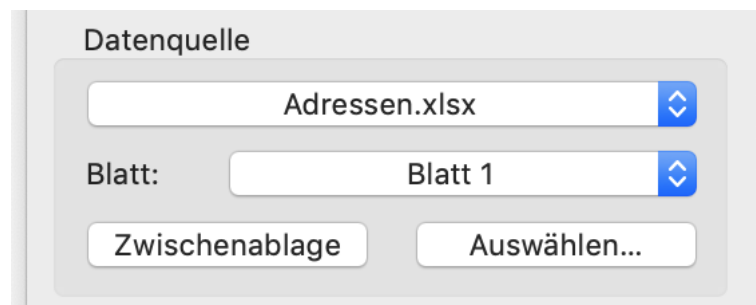 Datenquelle
Adressen.xlsx
Blatt: Blatt 1
Zwischenablage Auswählen...